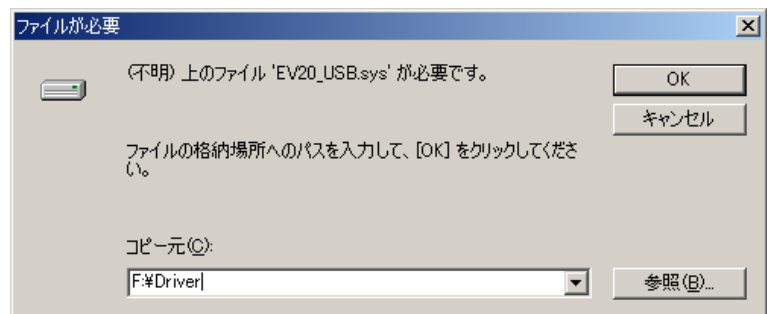 ファイルが必要
(不明) 上のファイル 'EV20_USB.sys' が必要です。
OK
キャンセル
ファイルの格納場所へのパスを入力して、[OK] をクリックしてくださ
い。
コピー元(C):
F:¥Driver
参照(B)...